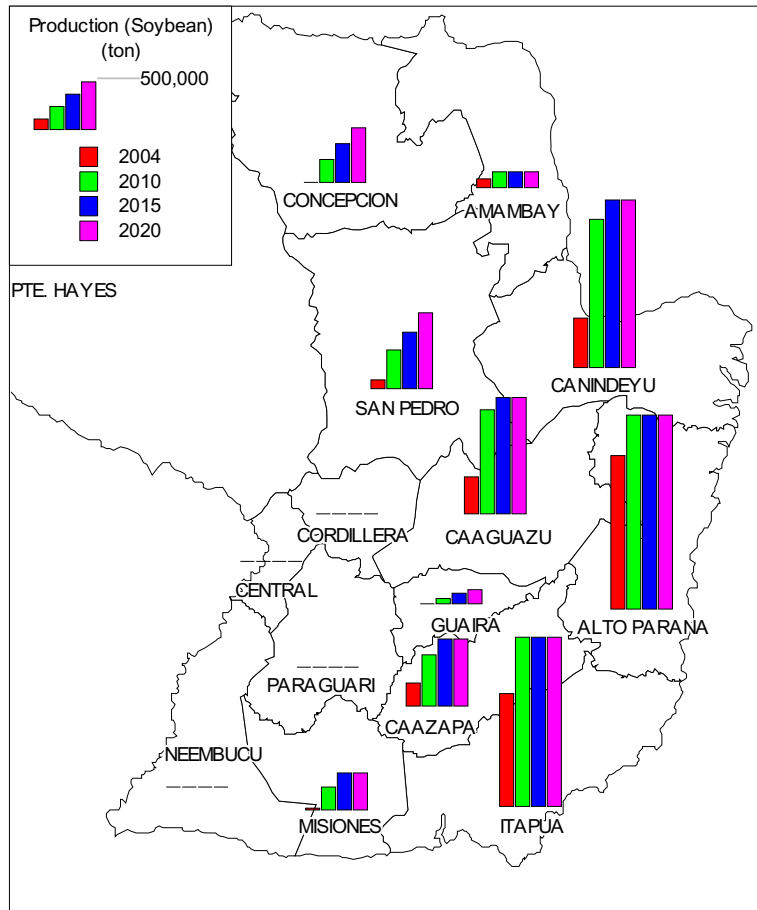 Production (Soybean)
(ton)
500,000
2004
2010
2015
2020
CONCEPCION
AMAMBAY
PTE. HAYES
CANINDEYU
SAN PEDRO
CORDILLERA
CAAGUAZU
CENTRAL
GUAIRA
ALTO PARANA
PARAGUARI
CAAZAPA
NEEMBUCU
MISIONES
ITAPUA